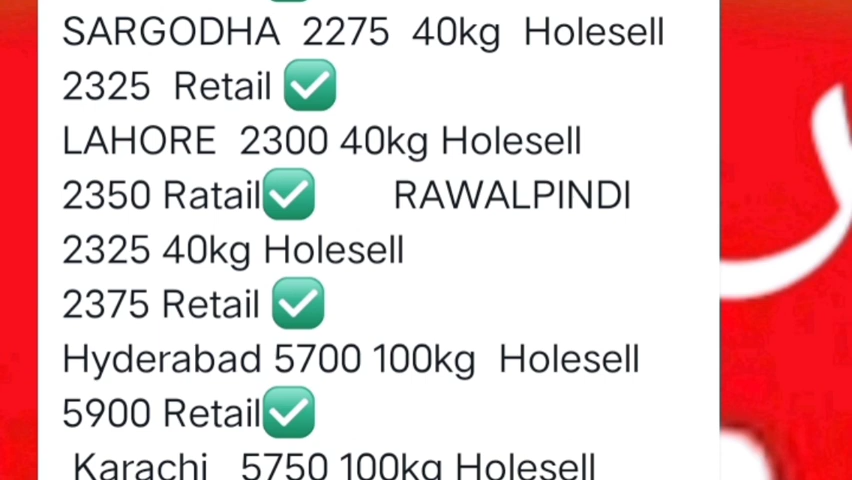 SARGODHA 2275 40kg Holesell
2325 Retail ✅
LAHORE 2300 40kg Holesell
2350 Ratail✅ RAWALPINDI
2325 40kg Holesell
2375 Retail ✅
Hyderabad 5700 100kg Holesell
5900 Retail✅
Karachi 5750 100kg Holesell